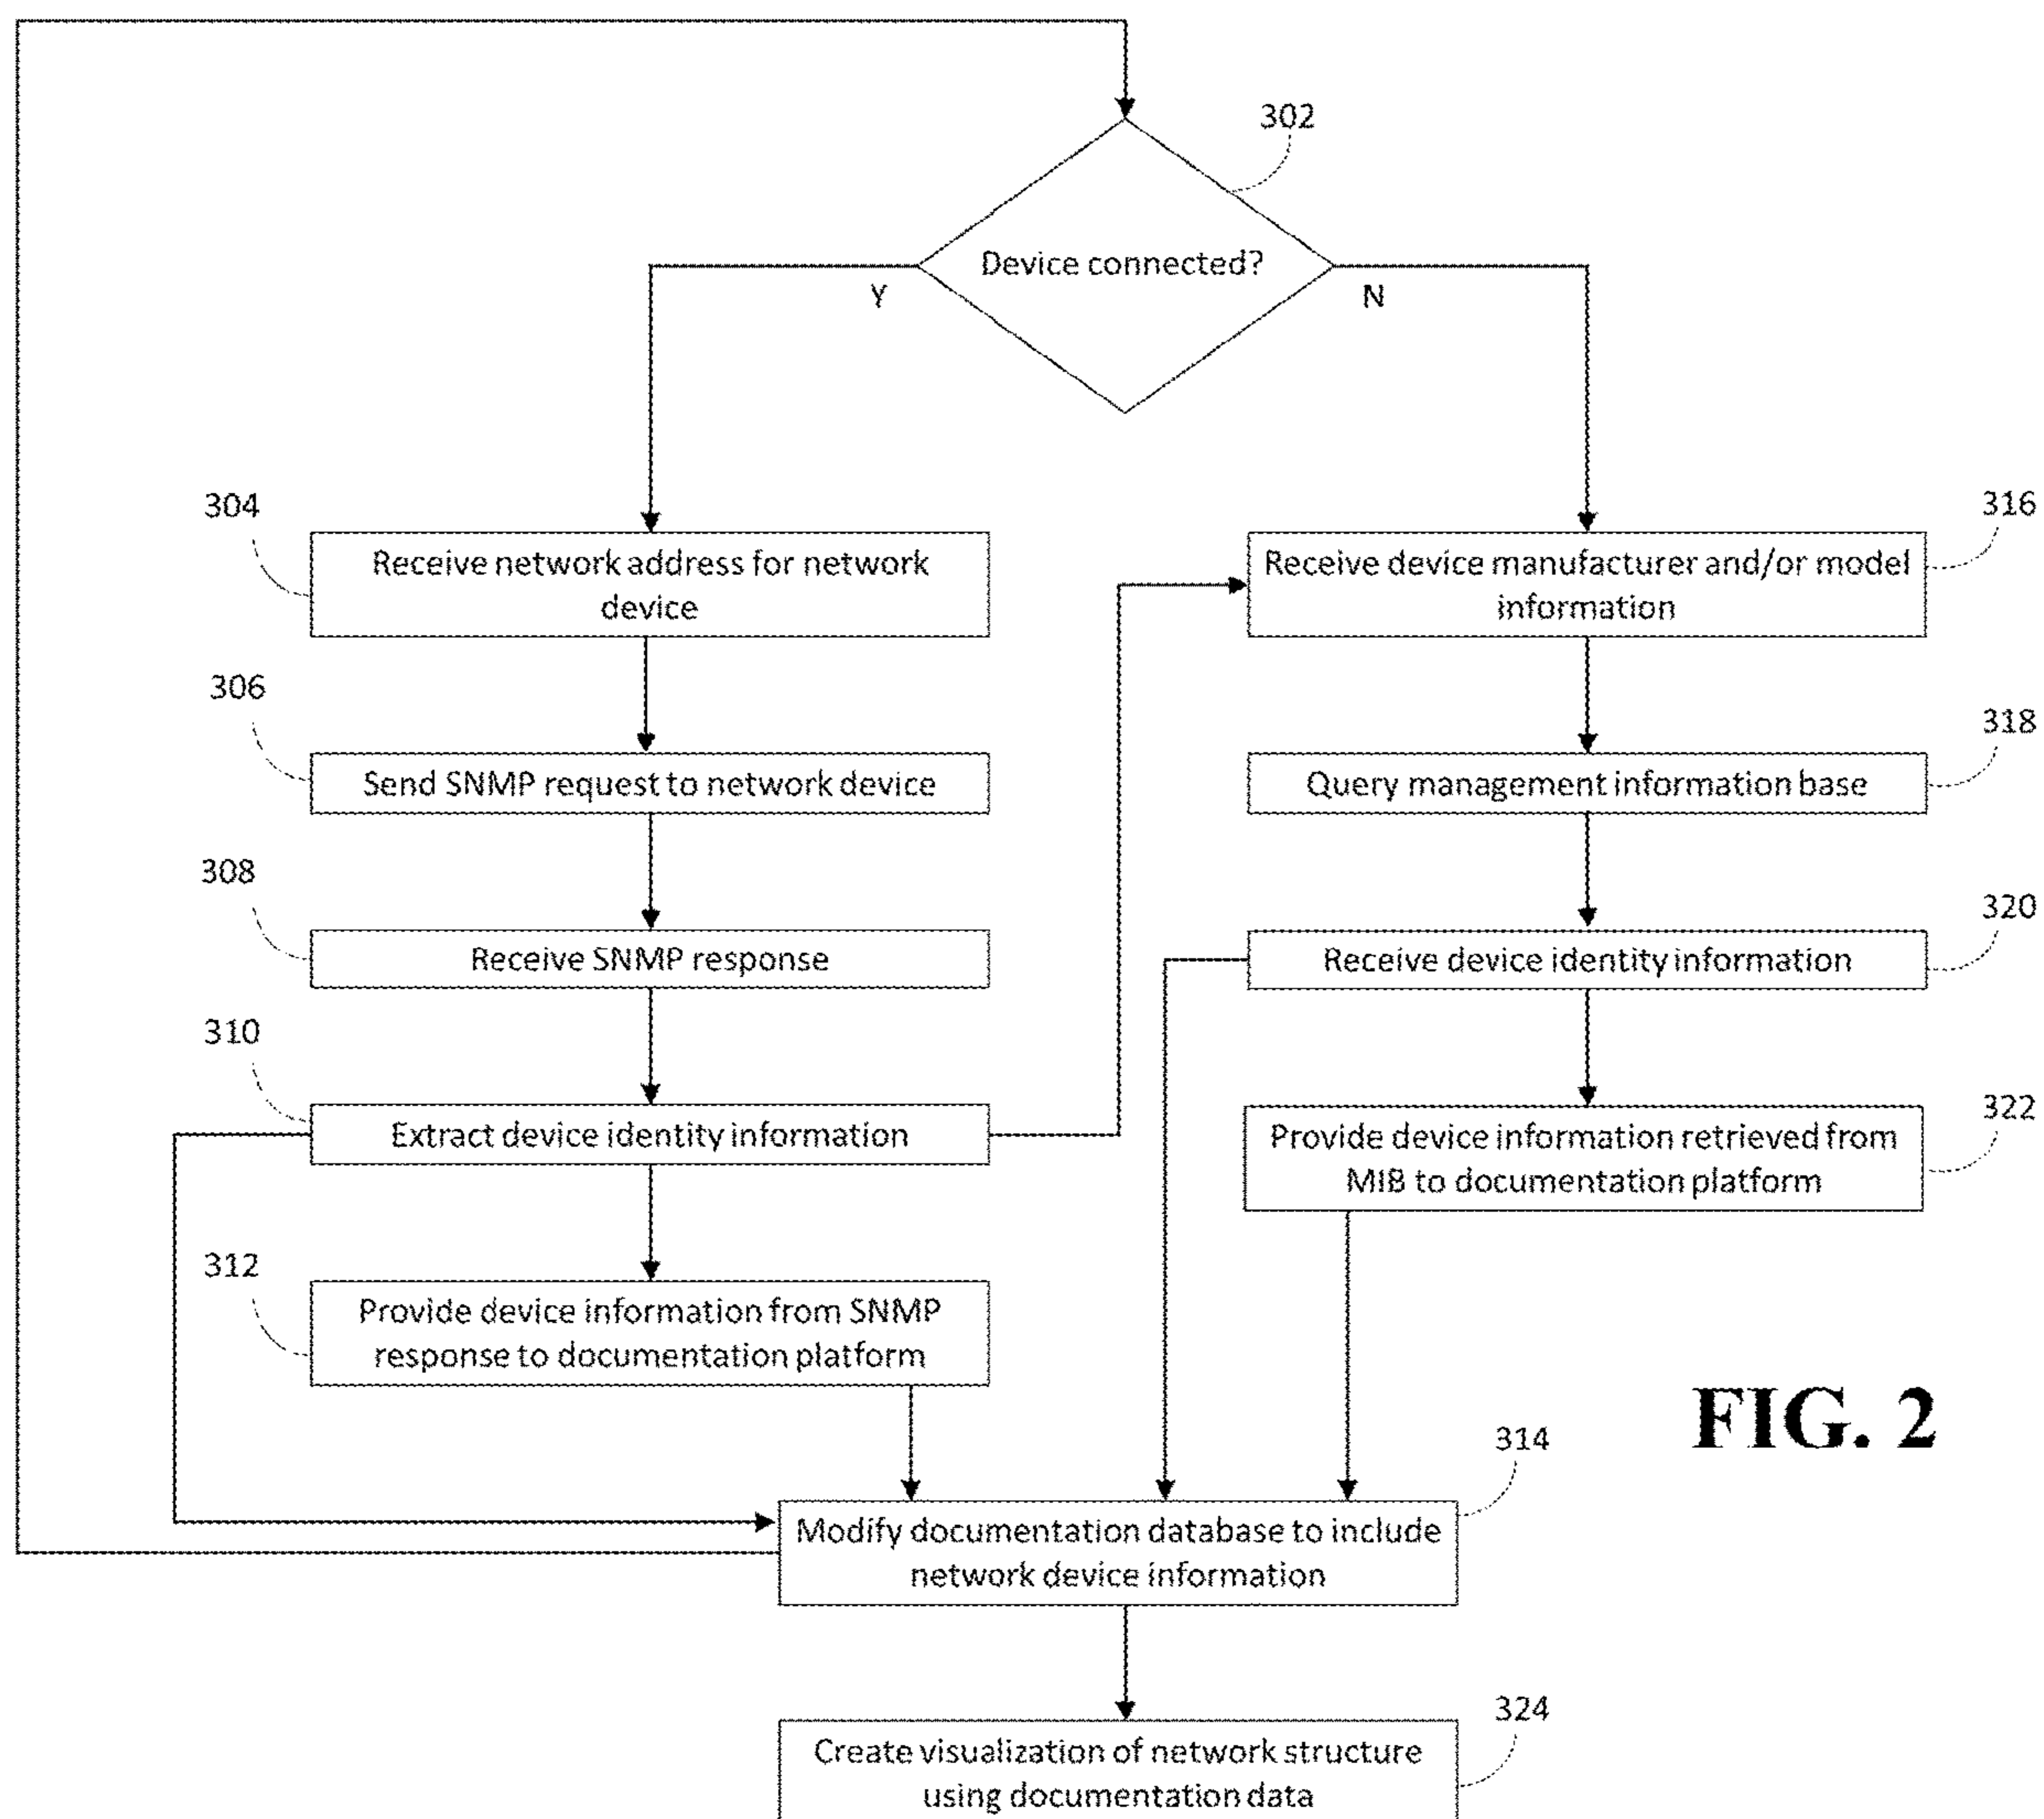 302
Device connected?
Y
N
304
Receive network address for network
device
316
Receive device manufacturer and/or model
information
306
Send SNMP request to network device
318
Query management information base
308
Receive SNMP response
320
Receive device identity information
310
Extract device identity information
322
Provide device information retrieved from
MIB to documentation platform
312
Provide device information from SNMP
response to documentation platform
FIG. 2
314
Modify documentation database to include
network device information
324
Create visualization of network structure
using documentation data